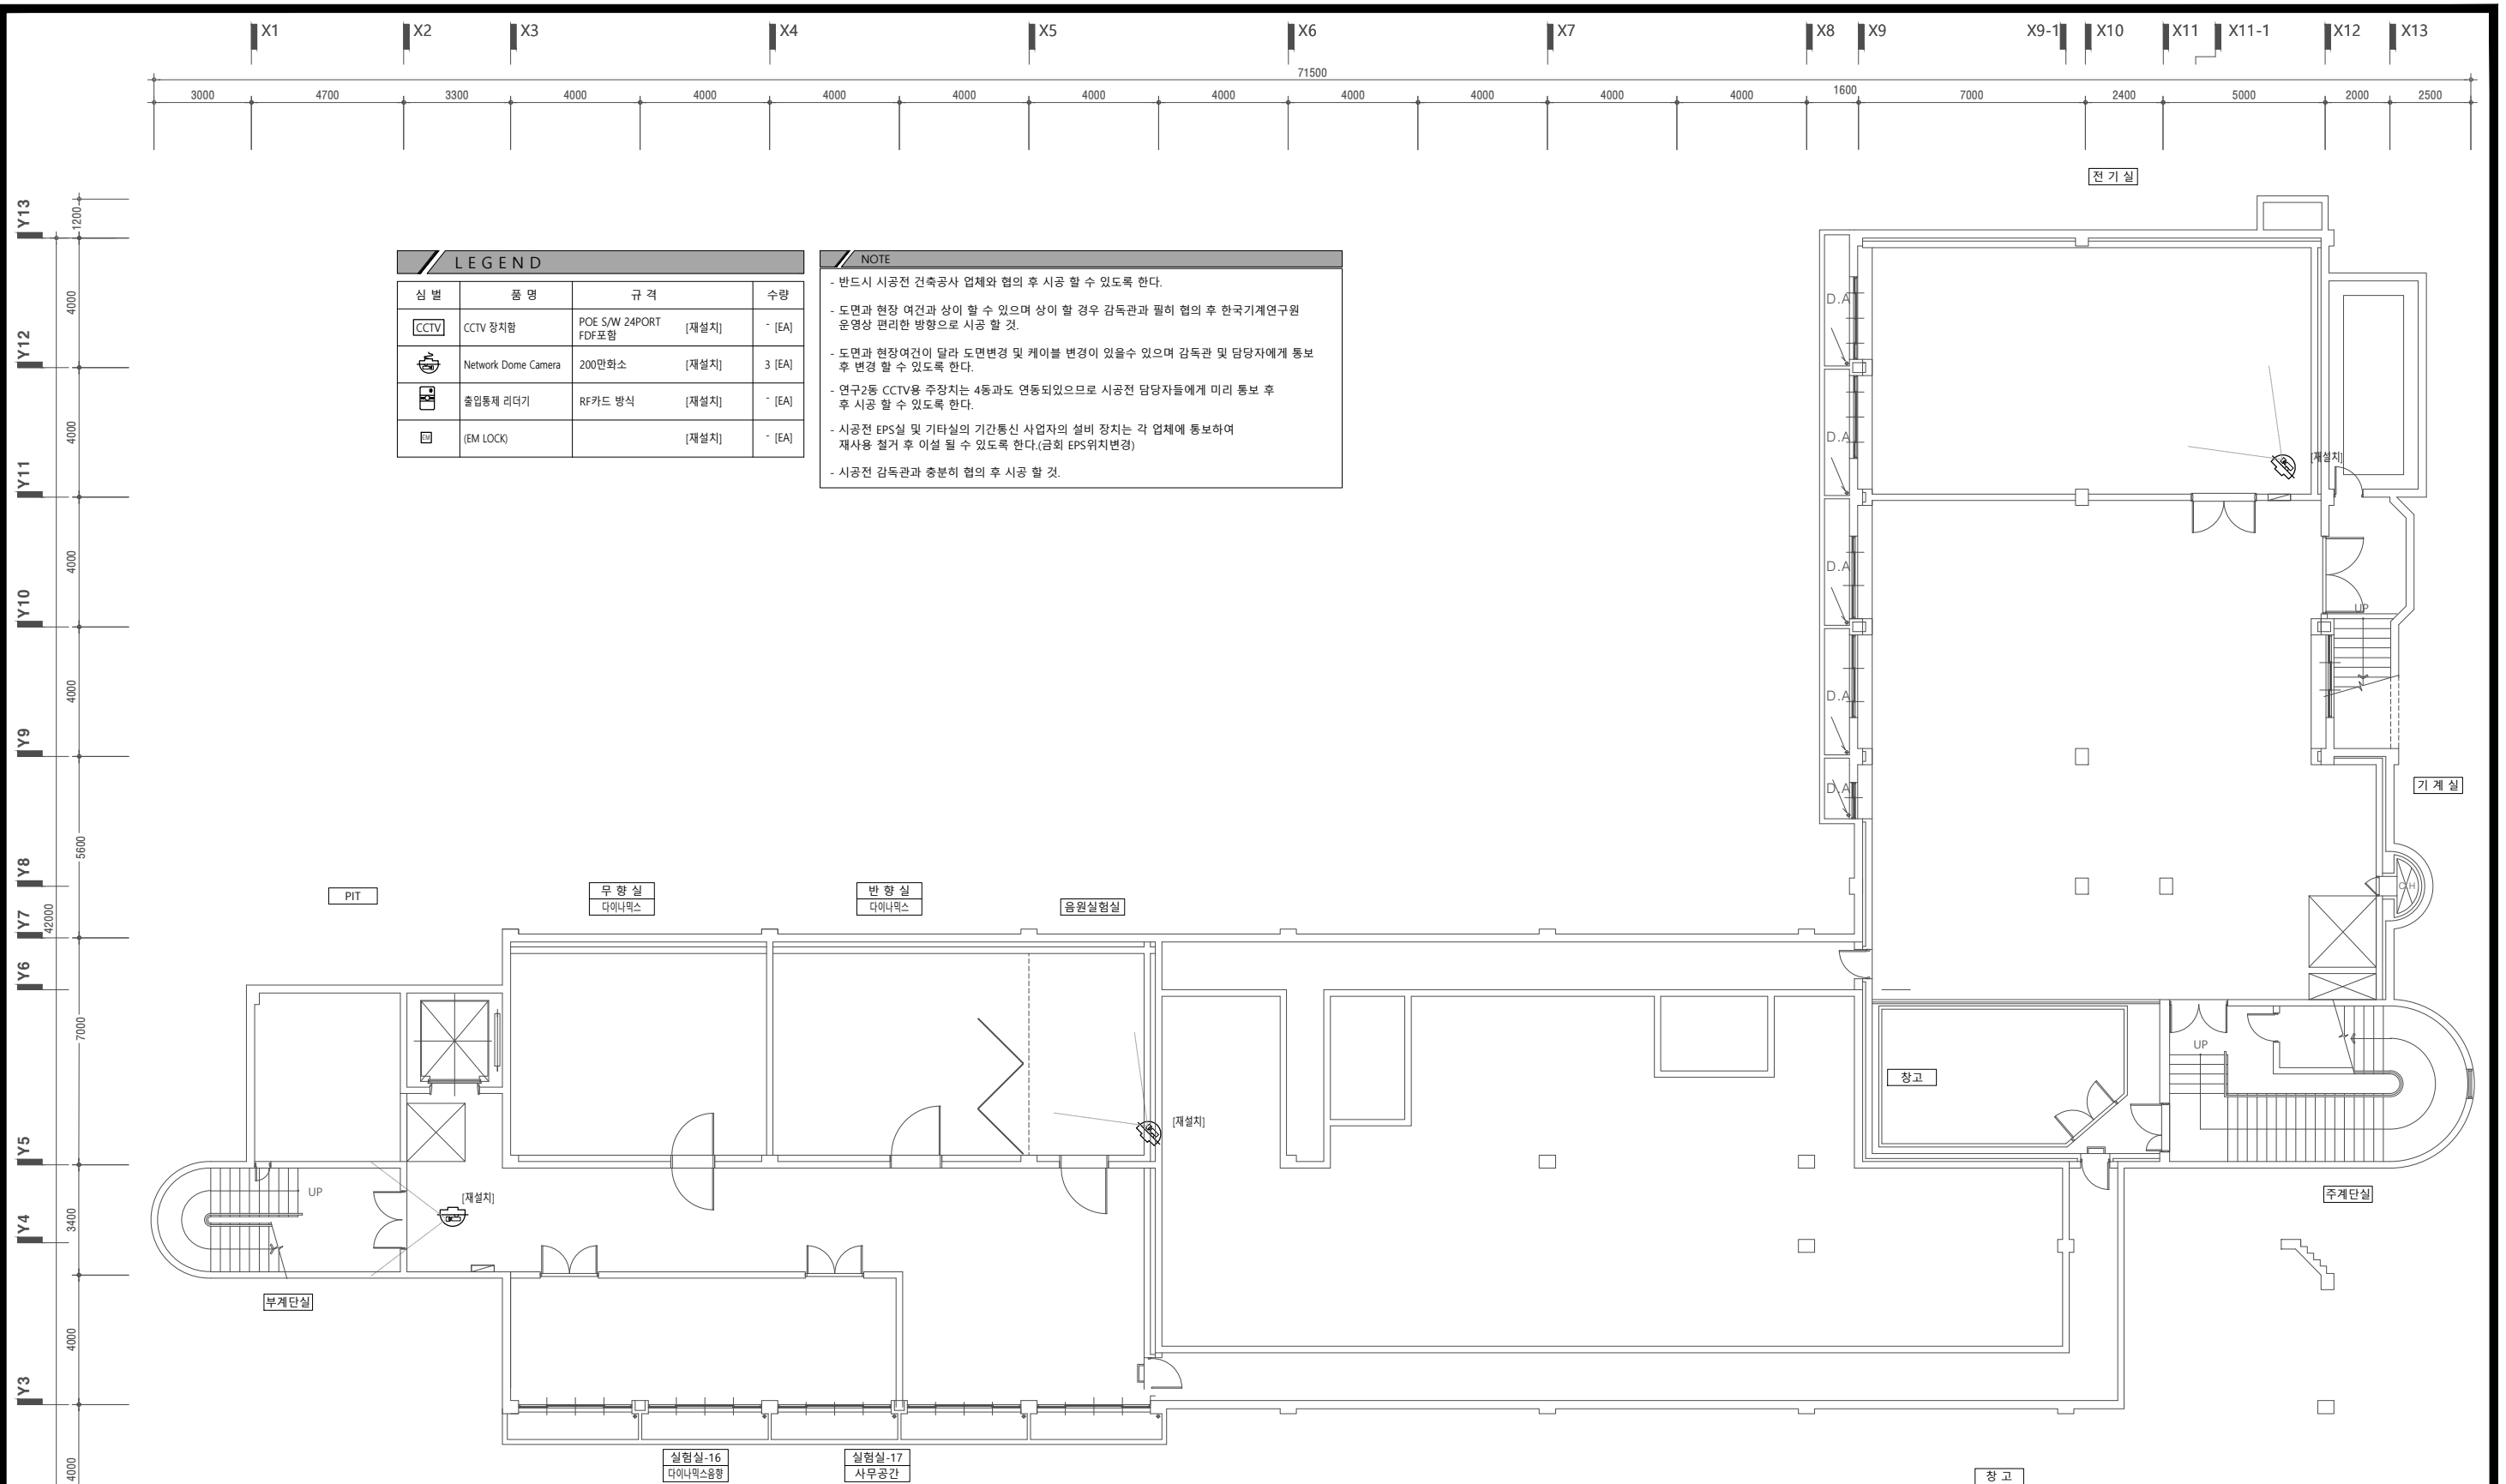 X1 X2 X3 X4 X5 X6 X7 X8 X9 X9-1 X10 X11 X11-1 X12 X13
71500
3000 4700 3300 4000 4000 4000 4000 4000 4000 4000 4000 4000 4000 1600 7000 2400 5000 2000 2500
전 기 실
Y13
1200
4000
Y12
4000
Y11
4000
Y10
4000
Y9
5600
Y8
Y7
42000
Y6
7000
Y5
3400
Y4
4000
Y3
4000
LEGEND
심 벌 품 명 규 격 수량
CCTV CCTV 장치함 POE S/W 24PORT [재설치] - [EA]
FDF포함
Network Dome Camera 200만화소 [재설치] 3 [EA]
출입통제 리더기 RF카드 방식 [재설치] - [EA]
EM (EM LOCK) [재설치] - [EA]
NOTE
- 반드시 시공전 건축공사 업체와 협의 후 시공 할 수 있도록 한다.
- 도면과 현장 여건과 상이 할 수 있으며 상이 할 경우 감독관과 필히 협의 후 한국기계연구원
운영상 편리한 방향으로 시공 할 것.
- 도면과 현장여건이 달라 도면변경 및 케이블 변경이 있을수 있으며 감독관 및 담당자에게 통보
후 변경 할 수 있도록 한다.
- 연구2동 CCTV용 주장치는 4동과도 연동되있으므로 시공전 담당자들에게 미리 통보 후
후 시공 할 수 있도록 한다.
- 시공전 EPS실 및 기타실의 기간통신 사업자의 설비 장치는 각 업체에 통보하여
재사용 철거 후 이설 될 수 있도록 한다.(금회 EPS위치변경)
- 시공전 감독관과 충분히 협의 후 시공 할 것.
D.A
D.A
D.A
D.A
D.A
[재설치]
UP
기 계 실
PIT
무 향 실
다이나믹스
반 향 실
다이나믹스
음원실험실
창고
UP
[재설치]
[재설치]
UP
주계단실
부계단실
실험실-16
다이나믹스음향
실험실-17
사무공간
창 고